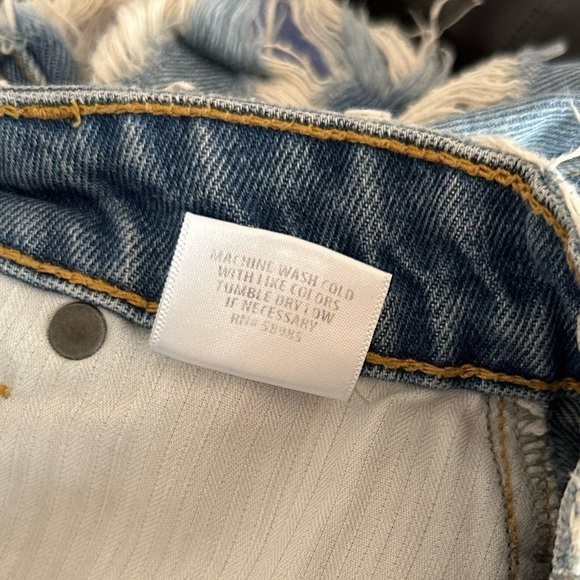 MACHINE WASH COLD
WITH LIKE COLORS
TUMBLE DRY LOW
IF NECESSARY
RN# 58985